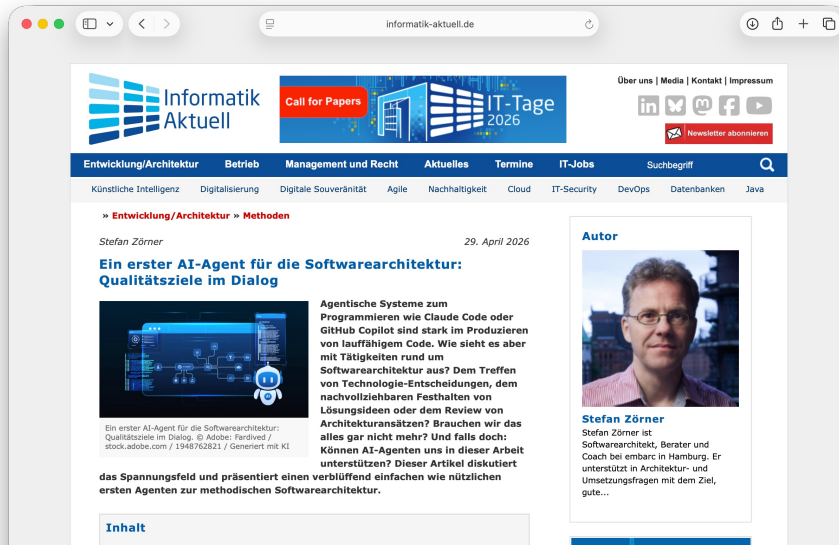 informatik-aktuell.de
Informatik
Aktuell
Call for Papers
IT-Tage
2026
Über uns | Media | Kontakt | Impressum
Newsletter abonnieren
Entwicklung/Architektur Betrieb Management und Recht Aktuelles Termine IT-Jobs Suchbegriff
Künstliche Intelligenz Digitalisierung Digitale Souveränität Agile Nachhaltigkeit Cloud IT-Security DevOps Datenbanken Java
» Entwicklung/Architektur » Methoden
Stefan Zörner 29. April 2026
Ein erster AI-Agent für die Softwarearchitektur:
Qualitätsziele im Dialog
Agentische Systeme zum
Programmieren wie Claude Code oder
GitHub Copilot sind stark im Produzieren
von lauffähigem Code. Wie sieht es aber
mit Tätigkeiten rund um
Softwarearchitektur aus? Dem Treffen
von Technologie-Entscheidungen, dem
nachvollziehbaren Festhalten von
Lösungsideen oder dem Review von
Architekturansätzen? Brauchen wir das
alles gar nicht mehr? Und falls doch:
Können AI-Agenten uns in dieser Arbeit
unterstützen? Dieser Artikel diskutiert
das Spannungsfeld und präsentiert einen verblüffend einfachen wie nützlichen
ersten Agenten zur methodischen Softwarearchitektur.
Ein erster AI-Agent für die Softwarearchitektur:
Qualitätsziele im Dialog. © Adobe: Fardived /
stock.adobe.com / 1948762821 / Generiert mit KI
Inhalt
Autor
Stefan Zörner
Stefan Zörner ist
Softwarearchitekt, Berater und
Coach bei embarc in Hamburg. Er
unterstützt in Architektur- und
Umsetzungsfragen mit dem Ziel,
gute...